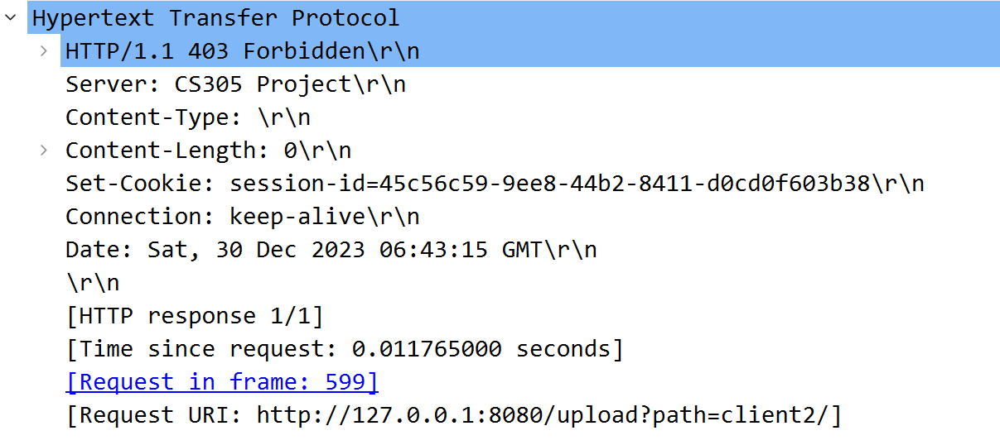 Hypertext Transfer Protocol
HTTP/1.1 403 Forbidden\r\n
Server: CS305 Project\r\n
Content-Type: \r\n
Content-Length: 0\r\n
Set-Cookie: session-id=45c56c59-9ee8-44b2-8411-d0cd0f603b38\r\n
Connection: keep-alive\r\n
Date: Sat, 30 Dec 2023 06:43:15 GMT\r\n
\r\n
[HTTP response 1/1]
[Time since request: 0.011765000 seconds]
[Request in frame: 599]
[Request URI: http://127.0.0.1:8080/upload?path=client2/]